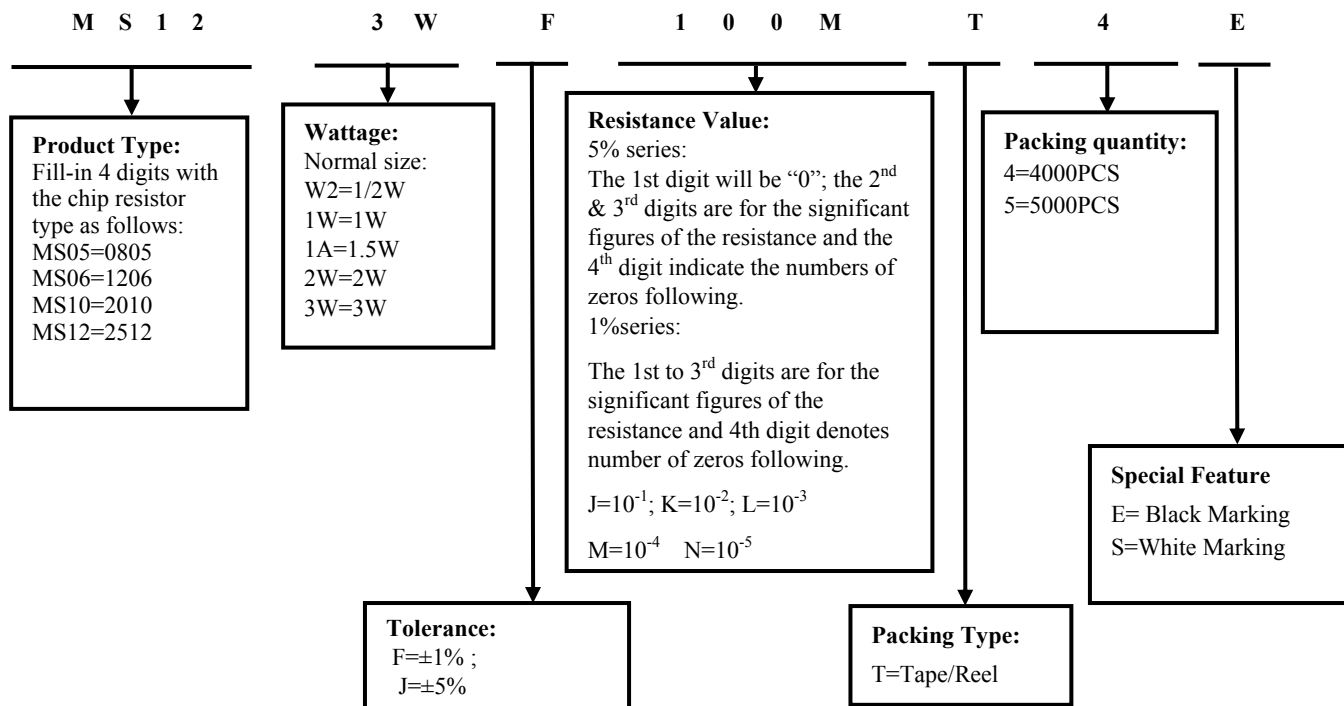 M S 1 2 3 W F 1 0 0 M T 4 E
Product Type:
Fill-in 4 digits with
the chip resistor
type as follows:
MS05=0805
MS06=1206
MS10=2010
MS12=2512
Wattage:
Normal size:
W2=1/2W
1W=1W
1A=1.5W
2W=2W
3W=3W
Resistance Value:
5% series:
The 1st digit will be “0”; the 2nd
& 3rd digits are for the significant
figures of the resistance and the
4th digit indicate the numbers of
zeros following.
1%series:
The 1st to 3rd digits are for the
significant figures of the
resistance and 4th digit denotes
number of zeros following.
J=10-1; K=10-2; L=10-3
M=10-4 N=10-5
Packing quantity:
4=4000PCS
5=5000PCS
Special Feature
E= Black Marking
S=White Marking
Tolerance:
F=±1% ;
J=±5%
Packing Type:
T=Tape/Reel